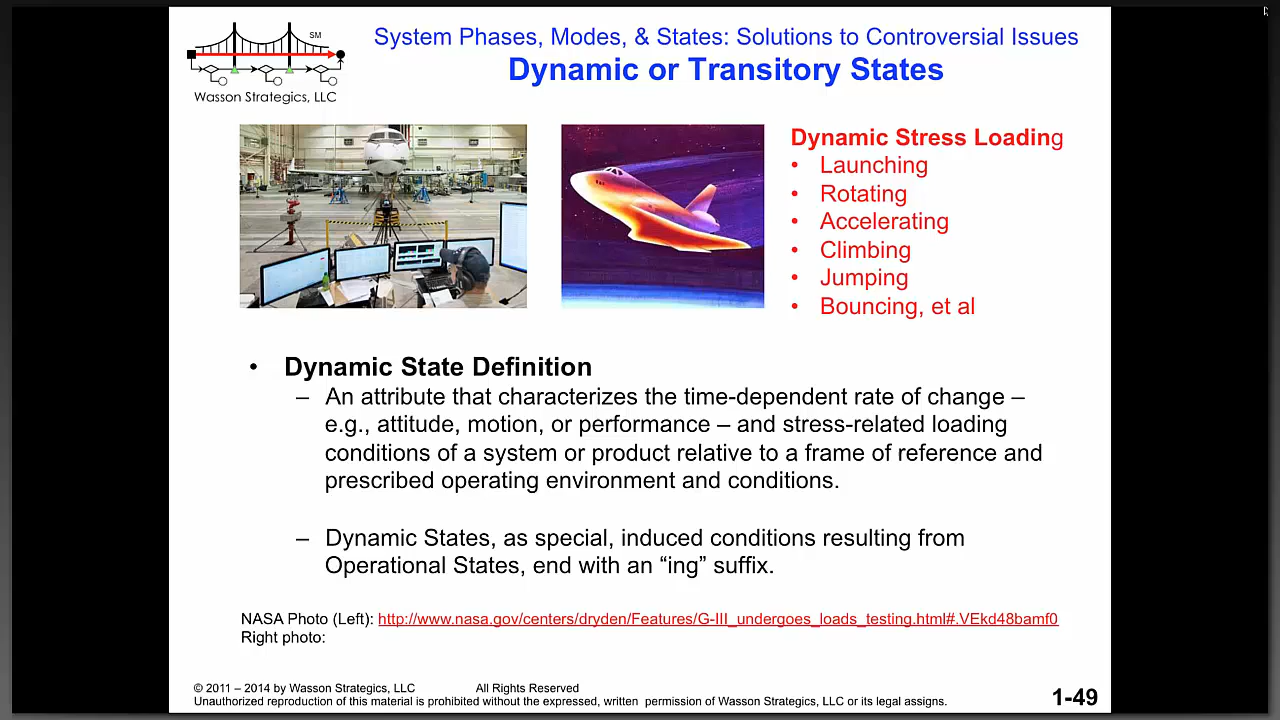 SM
Wasson Strategics, LLC
System Phases, Modes, & States: Solutions to Controversial Issues
Dynamic or Transitory States
Dynamic Stress Loading
• Launching
• Rotating
• Accelerating
• Climbing
• Jumping
• Bouncing, et al
• Dynamic State Definition
– An attribute that characterizes the time-dependent rate of change –
e.g., attitude, motion, or performance – and stress-related loading
conditions of a system or product relative to a frame of reference and
prescribed operating environment and conditions.
– Dynamic States, as special, induced conditions resulting from
Operational States, end with an “ing” suffix.
NASA Photo (Left): http://www.nasa.gov/centers/dryden/Features/G-III_undergoes_loads_testing.html#.VEkd48bamf0
Right photo:
© 2011 – 2014 by Wasson Strategics, LLC All Rights Reserved
Unauthorized reproduction of this material is prohibited without the expressed, written permission of Wasson Strategics, LLC or its legal assigns.
1-49